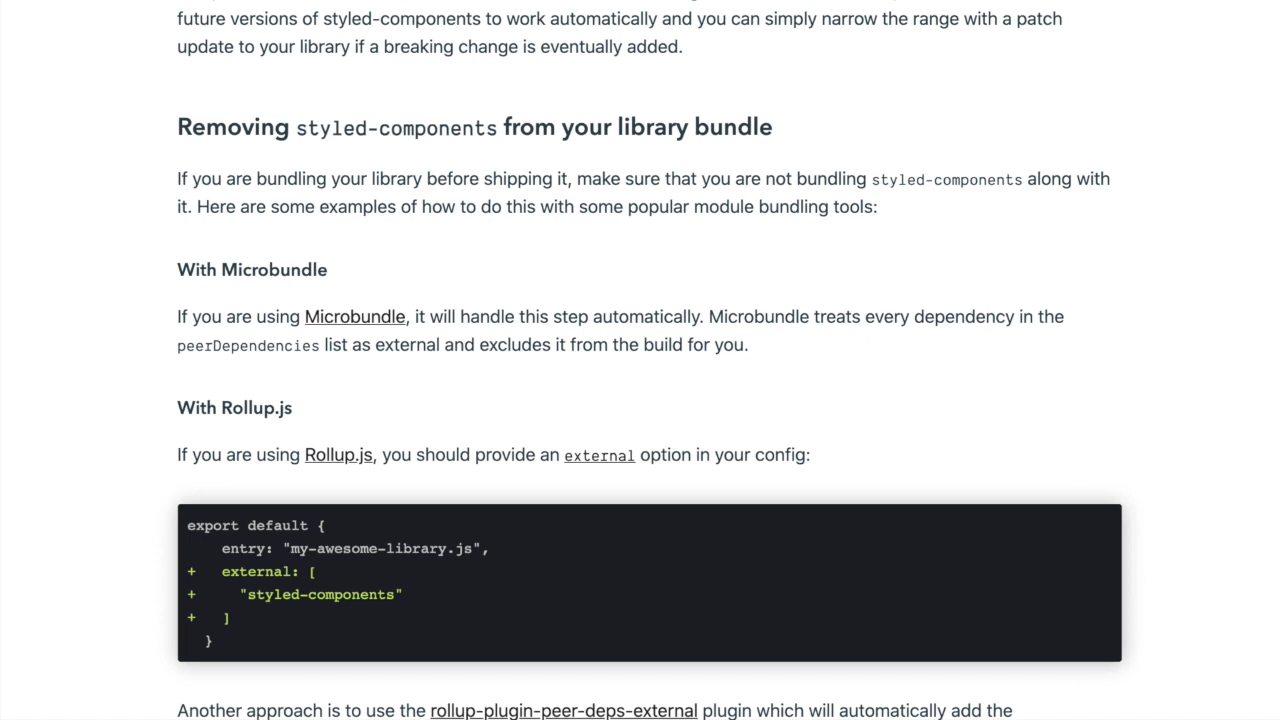 future versions of styled-components to work automatically and you can simply narrow the range with a patch
update to your library if a breaking change is eventually added.
Removing styled-components from your library bundle
If you are bundling your library before shipping it, make sure that you are not bundling styled-components along with
it. Here are some examples of how to do this with some popular module bundling tools:
With Microbundle
If you are using Microbundle, it will handle this step automatically. Microbundle treats every dependency in the
peerDependencies list as external and excludes it from the build for you.
With Rollup.js
If you are using Rollup.js, you should provide an external option in your config:
export default {
    entry: "my-awesome-library.js",
+   external: [
+     "styled-components"
+   ]
  }
Another approach is to use the rollup-plugin-peer-deps-external plugin which will automatically add the